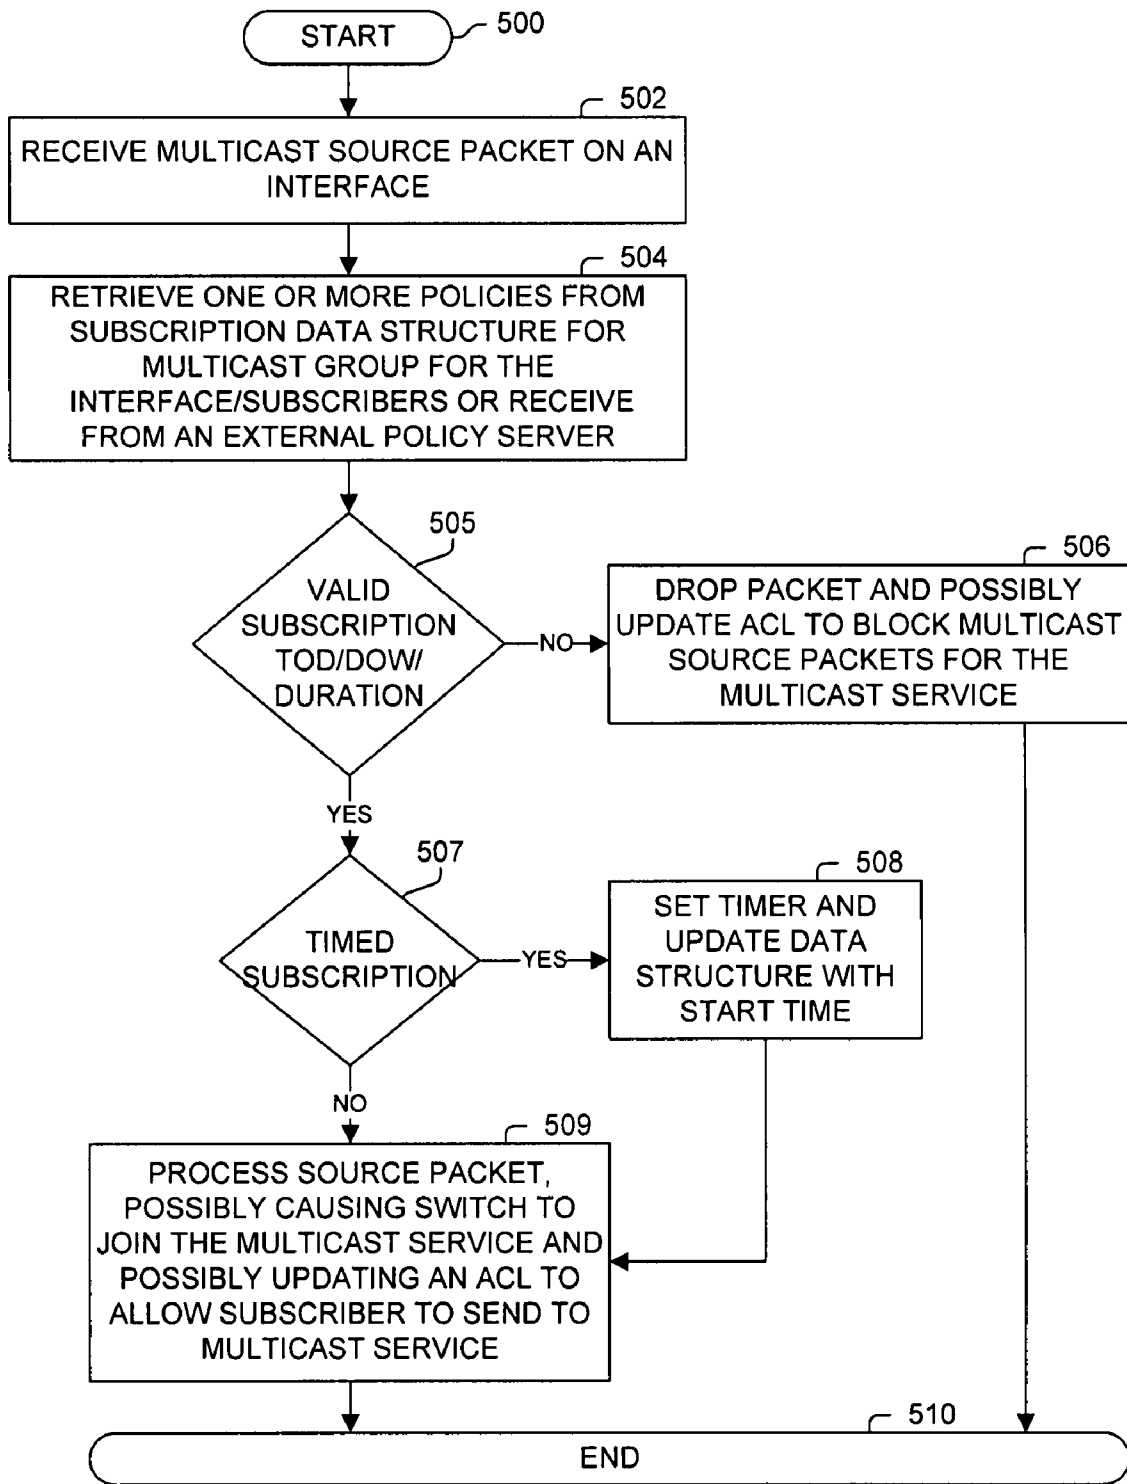 START
500
502
RECEIVE MULTICAST SOURCE PACKET ON AN
INTERFACE
504
RETRIEVE ONE OR MORE POLICIES FROM
SUBSCRIPTION DATA STRUCTURE FOR
MULTICAST GROUP FOR THE
INTERFACE/SUBSCRIBERS OR RECEIVE
FROM AN EXTERNAL POLICY SERVER
505
VALID
SUBSCRIPTION
TOD/DOW/
DURATION
NO
506
DROP PACKET AND POSSIBLY
UPDATE ACL TO BLOCK MULTICAST
SOURCE PACKETS FOR THE
MULTICAST SERVICE
YES
507
TIMED
SUBSCRIPTION
YES
508
SET TIMER AND
UPDATE DATA
STRUCTURE WITH
START TIME
NO
509
PROCESS SOURCE PACKET,
POSSIBLY CAUSING SWITCH TO
JOIN THE MULTICAST SERVICE AND
POSSIBLY UPDATING AN ACL TO
ALLOW SUBSCRIBER TO SEND TO
MULTICAST SERVICE
510
END